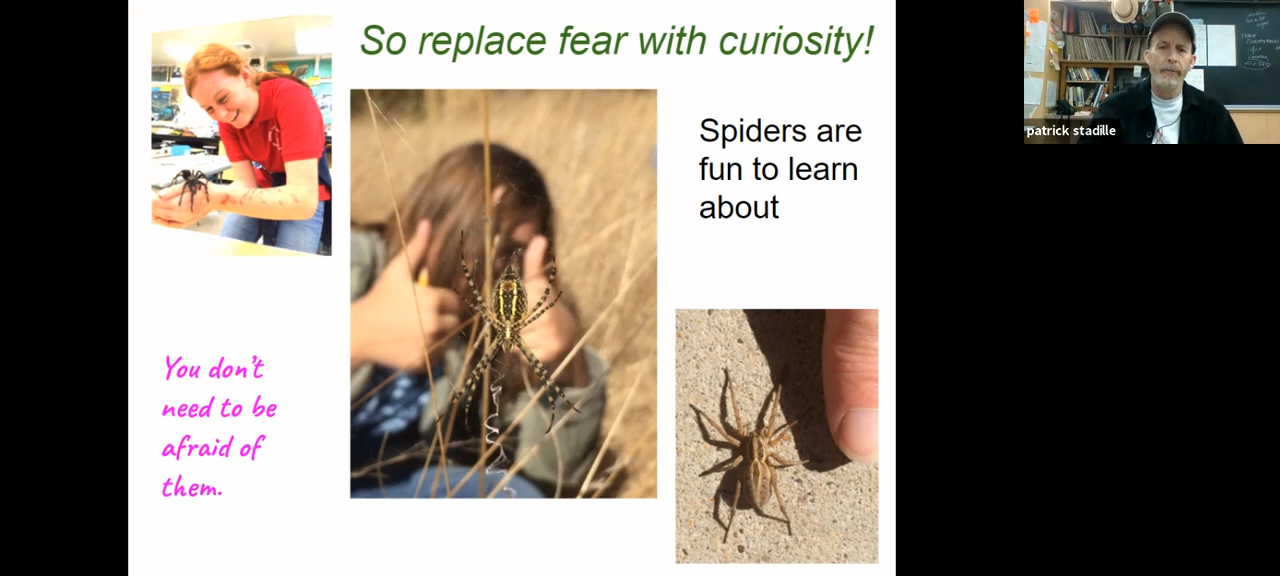 So replace fear with curiosity!
Spiders are
fun to learn
about
You don't
need to be
afraid of
them.
patrick stadille